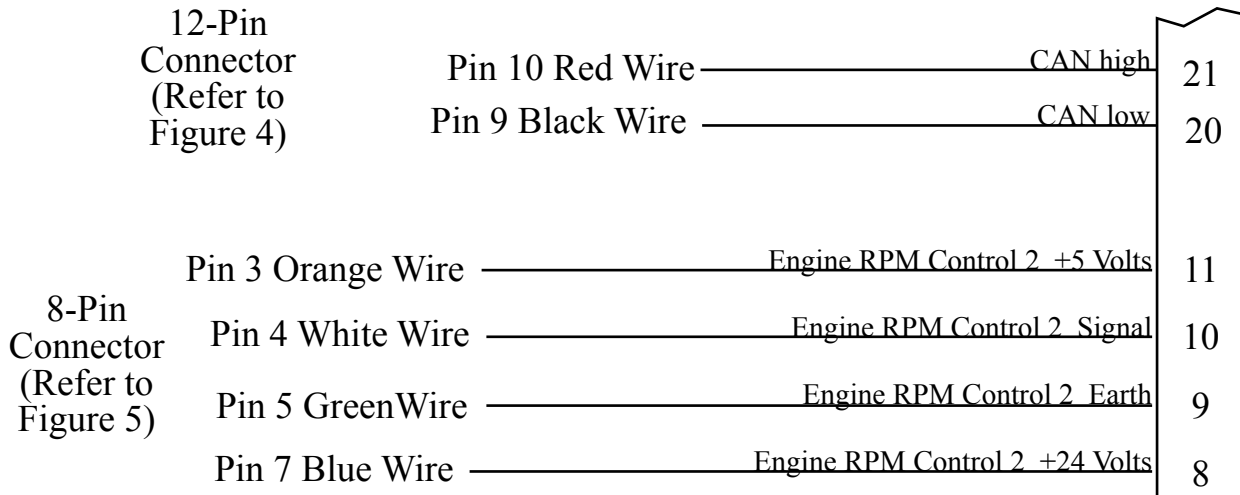 12-Pin
Connector
(Refer to
Figure 4)
Pin 10 Red Wire CAN high 21
Pin 9 Black Wire CAN low 20
8-Pin
Connector
(Refer to
Figure 5)
Pin 3 Orange Wire Engine RPM Control 2 +5 Volts 11
Pin 4 White Wire Engine RPM Control 2 Signal 10
Pin 5 GreenWire Engine RPM Control 2 Earth 9
Pin 7 Blue Wire Engine RPM Control 2 +24 Volts 8